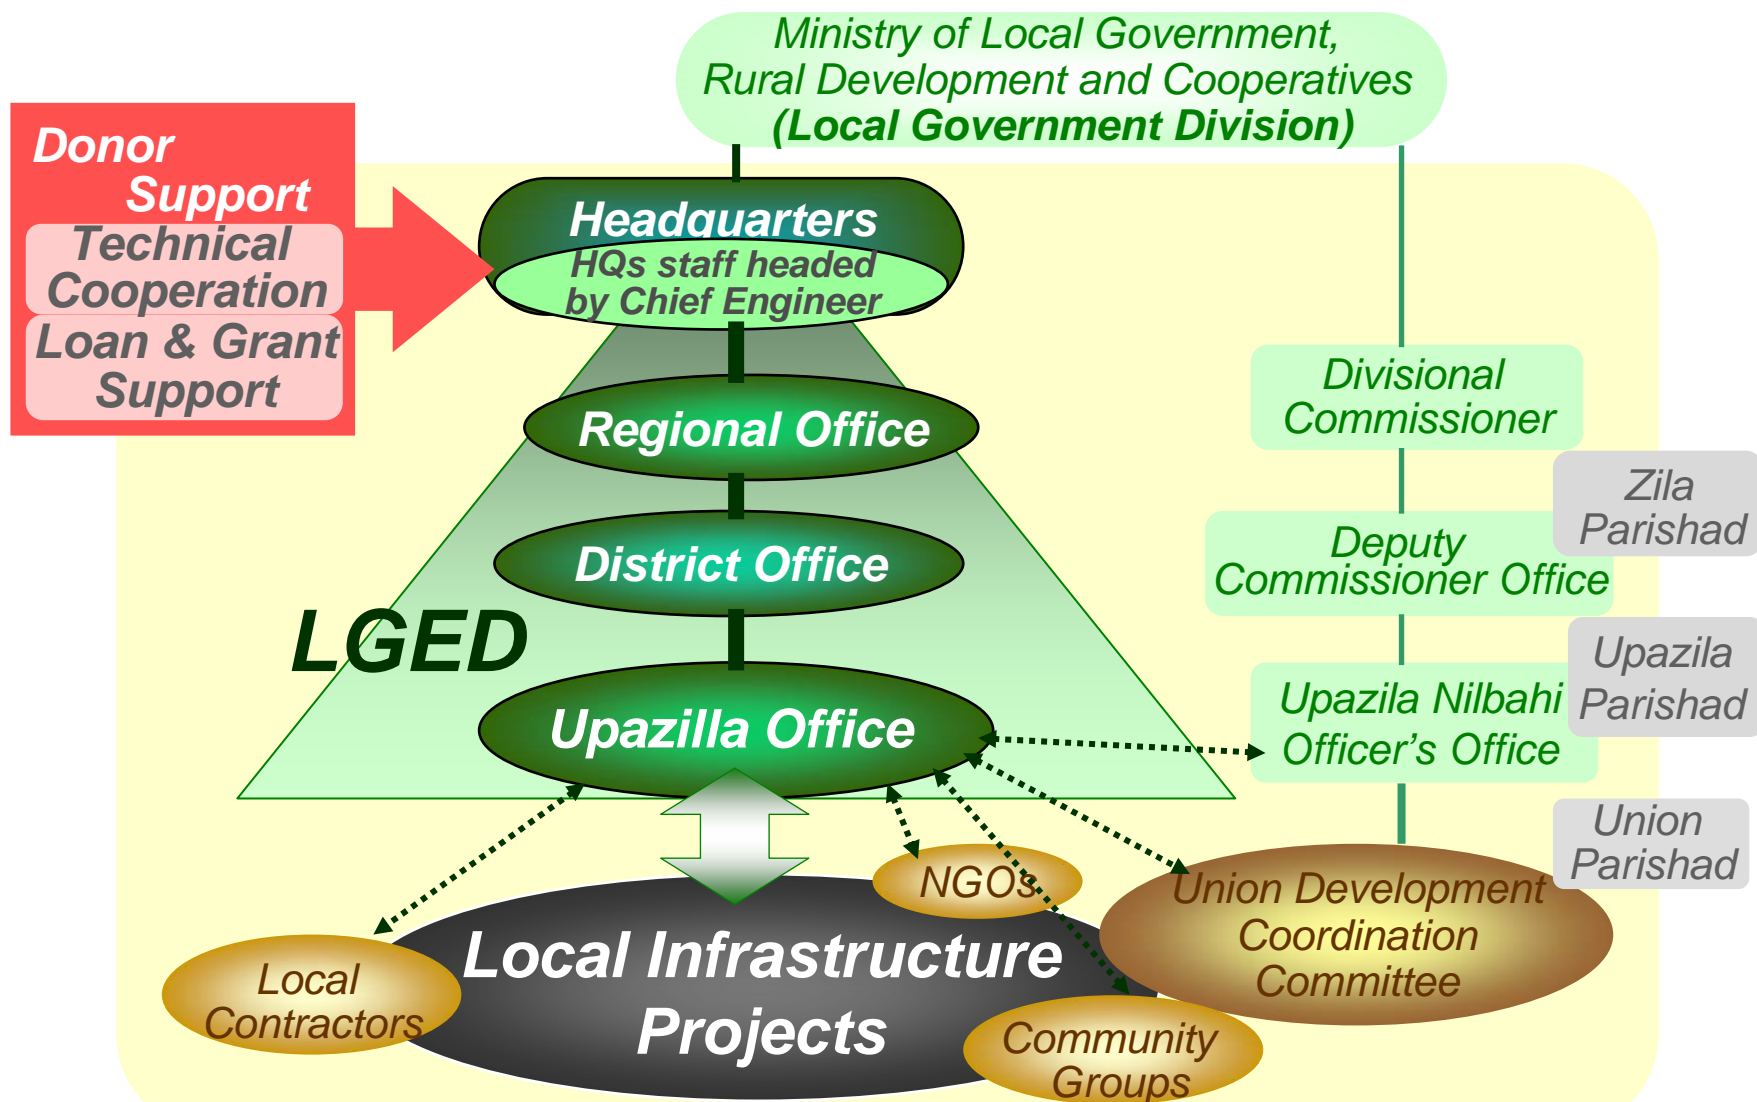 Ministry of Local Government,
Rural Development and Cooperatives
(Local Government Division)
Donor
Support
Technical
Cooperation
Loan & Grant
Support
Headquarters
HQs staff headed
by Chief Engineer
Regional Office
District Office
LGED
Upazilla Office
Divisional
Commissioner
Zila
Parishad
Deputy
Commissioner Office
Upazila
Parishad
Upazila Nilbahi
Officer's Office
Union
Parishad
NGOs
Union Development
Coordination
Committee
Local Infrastructure
Projects
Local
Contractors
Community
Groups